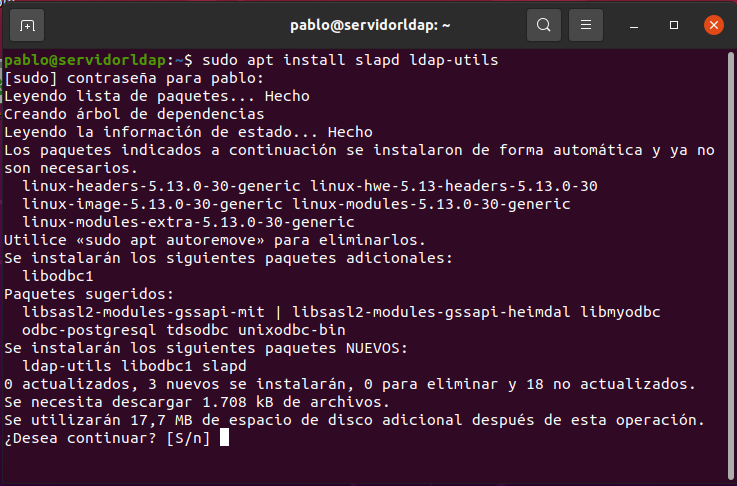 pablo@servidorldap: ~
pablo@servidorldap:~$ sudo apt install slapd ldap-utils
[sudo] contraseña para pablo:
Leyendo lista de paquetes... Hecho
Creando árbol de dependencias
Leyendo la información de estado... Hecho
Los paquetes indicados a continuación se instalaron de forma automática y ya no
son necesarios.
  linux-headers-5.13.0-30-generic linux-hwe-5.13-headers-5.13.0-30
  linux-image-5.13.0-30-generic linux-modules-5.13.0-30-generic
  linux-modules-extra-5.13.0-30-generic
Utilice «sudo apt autoremove» para eliminarlos.
Se instalarán los siguientes paquetes adicionales:
  libodbc1
Paquetes sugeridos:
  libsasl2-modules-gssapi-mit | libsasl2-modules-gssapi-heimdal libmyodbc
  odbc-postgresql tdsodbc unixodbc-bin
Se instalarán los siguientes paquetes NUEVOS:
  ldap-utils libodbc1 slapd
0 actualizados, 3 nuevos se instalarán, 0 para eliminar y 18 no actualizados.
Se necesita descargar 1.708 kB de archivos.
Se utilizarán 17,7 MB de espacio de disco adicional después de esta operación.
¿Desea continuar? [S/n]